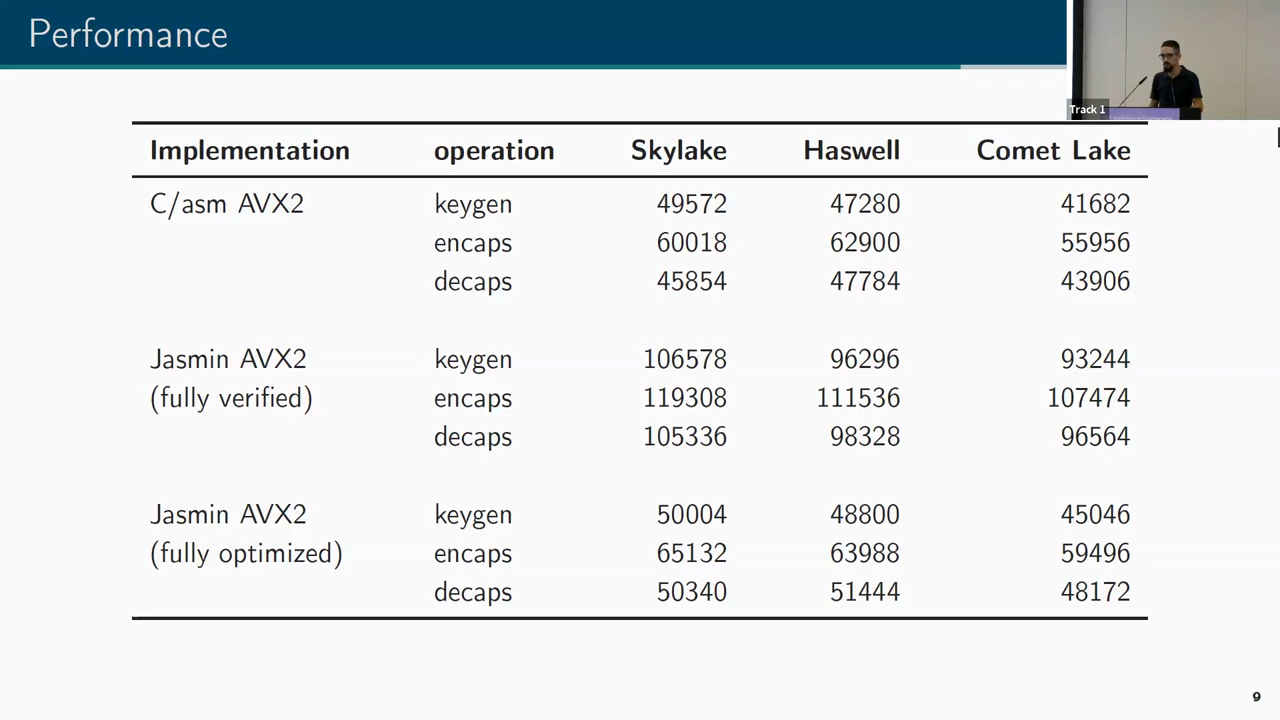 Performance
Track 1
Implementation operation Skylake Haswell Comet Lake
C/asm AVX2 keygen 49572 47280 41682
encaps 60018 62900 55956
decaps 45854 47784 43906
Jasmin AVX2 keygen 106578 96296 93244
(fully verified) encaps 119308 111536 107474
decaps 105336 98328 96564
Jasmin AVX2 keygen 50004 48800 45046
(fully optimized) encaps 65132 63988 59496
decaps 50340 51444 48172
9